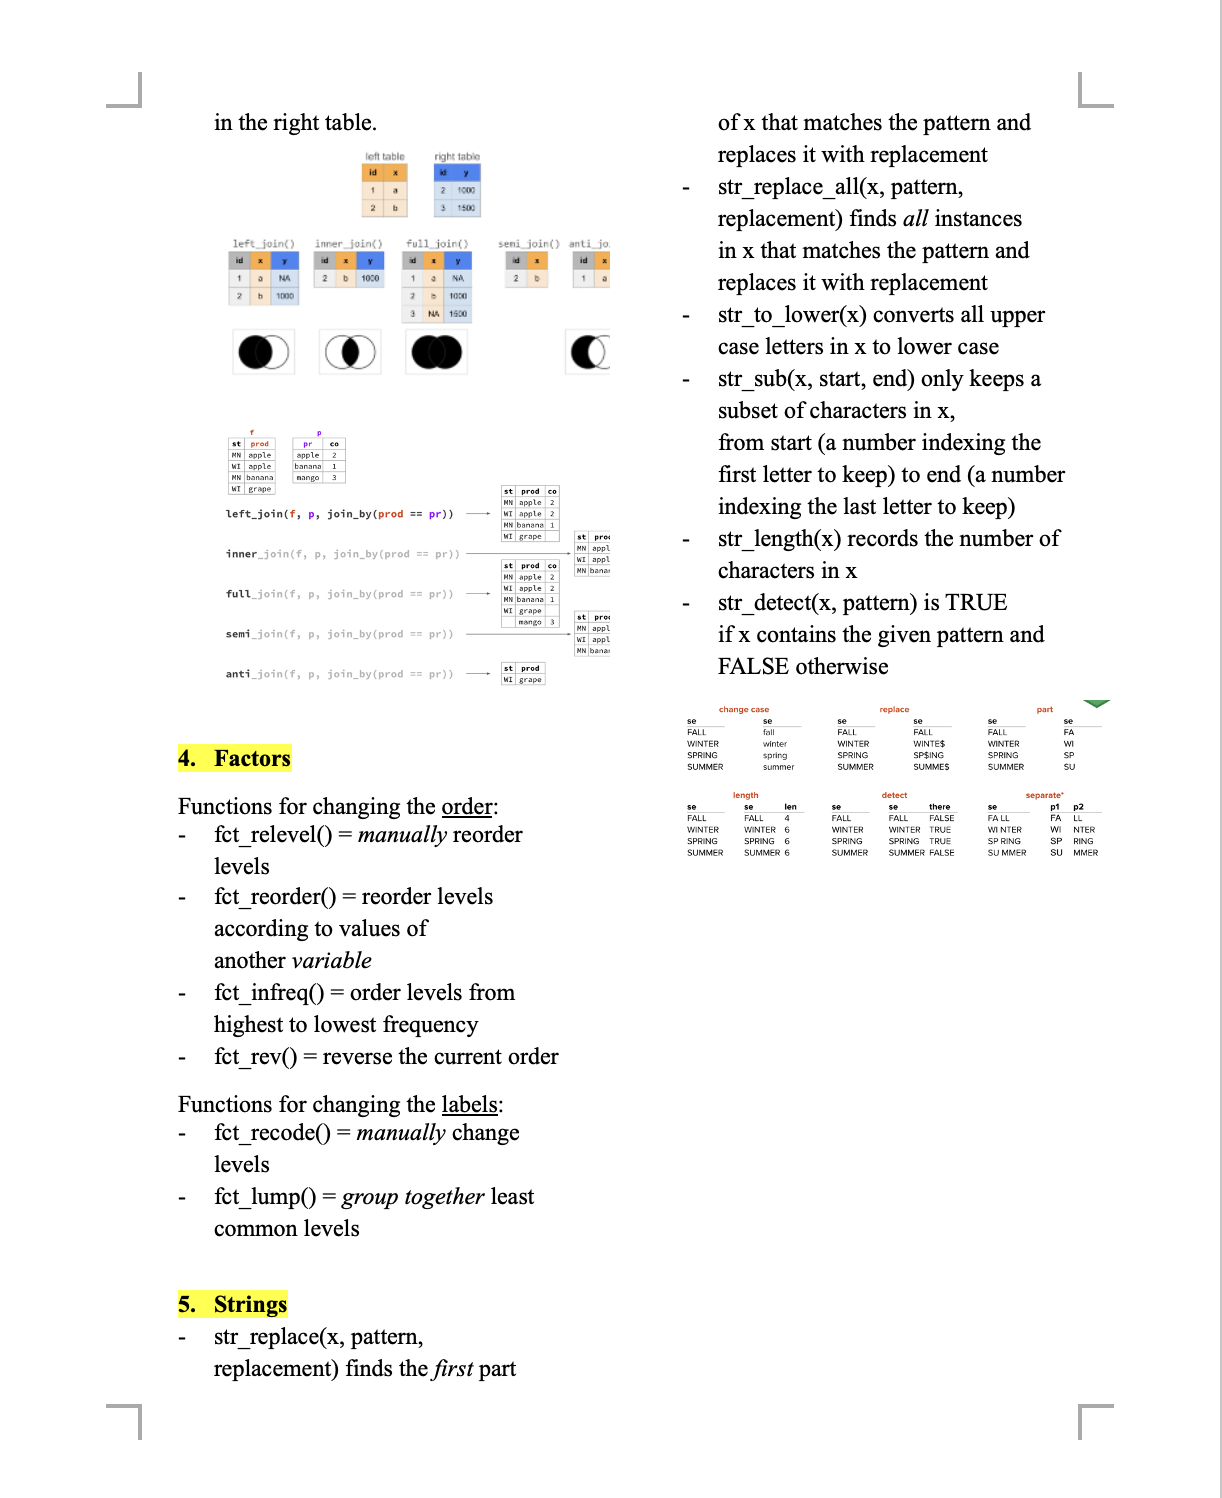 in the right table.
left table right table
id x id y
1 a 2 1000
2 b 3 1500
left_join() inner_join() full_join() semi_join() anti_jo
id x y id x y id x y id x id x
1 a NA 2 b 1000 1 a NA 2 b 1 a
2 b 1000 2 b 1000
3 NA 1500
f p
st prod pr co
MN apple apple 2
WI apple banana 1
MN banana mango 3
WI grape
st prod co
MN apple 2
left_join(f, p, join_by(prod == pr)) WI apple 2
MN banana 1
WI grape
st pro
inner_join(f, p, join_by(prod == pr)) MN appl
WI appl
MN bana
st prod co
MN apple 2
full_join(f, p, join_by(prod == pr)) WI apple 2
MN banana 1
WI grape
mango 3
st pro
MN appl
semi_join(f, p, join_by(prod == pr)) WI appl
MN bana
st prod
anti_join(f, p, join_by(prod == pr)) WI grape
4. Factors
Functions for changing the order:
- fct_relevel() = manually reorder
levels
- fct_reorder() = reorder levels
according to values of
another variable
- fct_infreq() = order levels from
highest to lowest frequency
- fct_rev() = reverse the current order
Functions for changing the labels:
- fct_recode() = manually change
levels
- fct_lump() = group together least
common levels
5. Strings
- str_replace(x, pattern,
replacement) finds the first part
of x that matches the pattern and
replaces it with replacement
- str_replace_all(x, pattern,
replacement) finds all instances
in x that matches the pattern and
replaces it with replacement
- str_to_lower(x) converts all upper
case letters in x to lower case
- str_sub(x, start, end) only keeps a
subset of characters in x,
from start (a number indexing the
first letter to keep) to end (a number
indexing the last letter to keep)
- str_length(x) records the number of
characters in x
- str_detect(x, pattern) is TRUE
if x contains the given pattern and
FALSE otherwise
change case replace part
se se se se se se
FALL fall FALL FALL FALL FA
WINTER winter WINTER WINTE$ WINTER WI
SPRING spring SPRING SP$ING SPRING SP
SUMMER summer SUMMER SUMME$ SUMMER SU
length detect separate*
se se len se se there se p1 p2
FALL FALL 4 FALL FALL FALSE FA LL FA LL
WINTER WINTER 6 WINTER WINTER TRUE WI NTER WI NTER
SPRING SPRING 6 SPRING SPRING TRUE SP RING SP RING
SUMMER SUMMER 6 SUMMER SUMMER FALSE SU MMER SU MMER